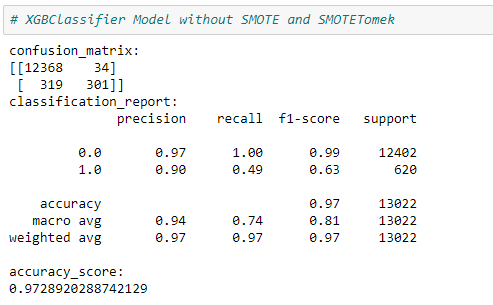 # XGBClassifier Model without SMOTE and SMOTETomek
confusion_matrix:
[[12368    34]
 [  319   301]]
classification_report:
              precision    recall  f1-score   support

         0.0       0.97      1.00      0.99     12402
         1.0       0.90      0.49      0.63       620

    accuracy                           0.97     13022
   macro avg       0.94      0.74      0.81     13022
weighted avg       0.97      0.97      0.97     13022

accuracy_score:
0.9728920288742129